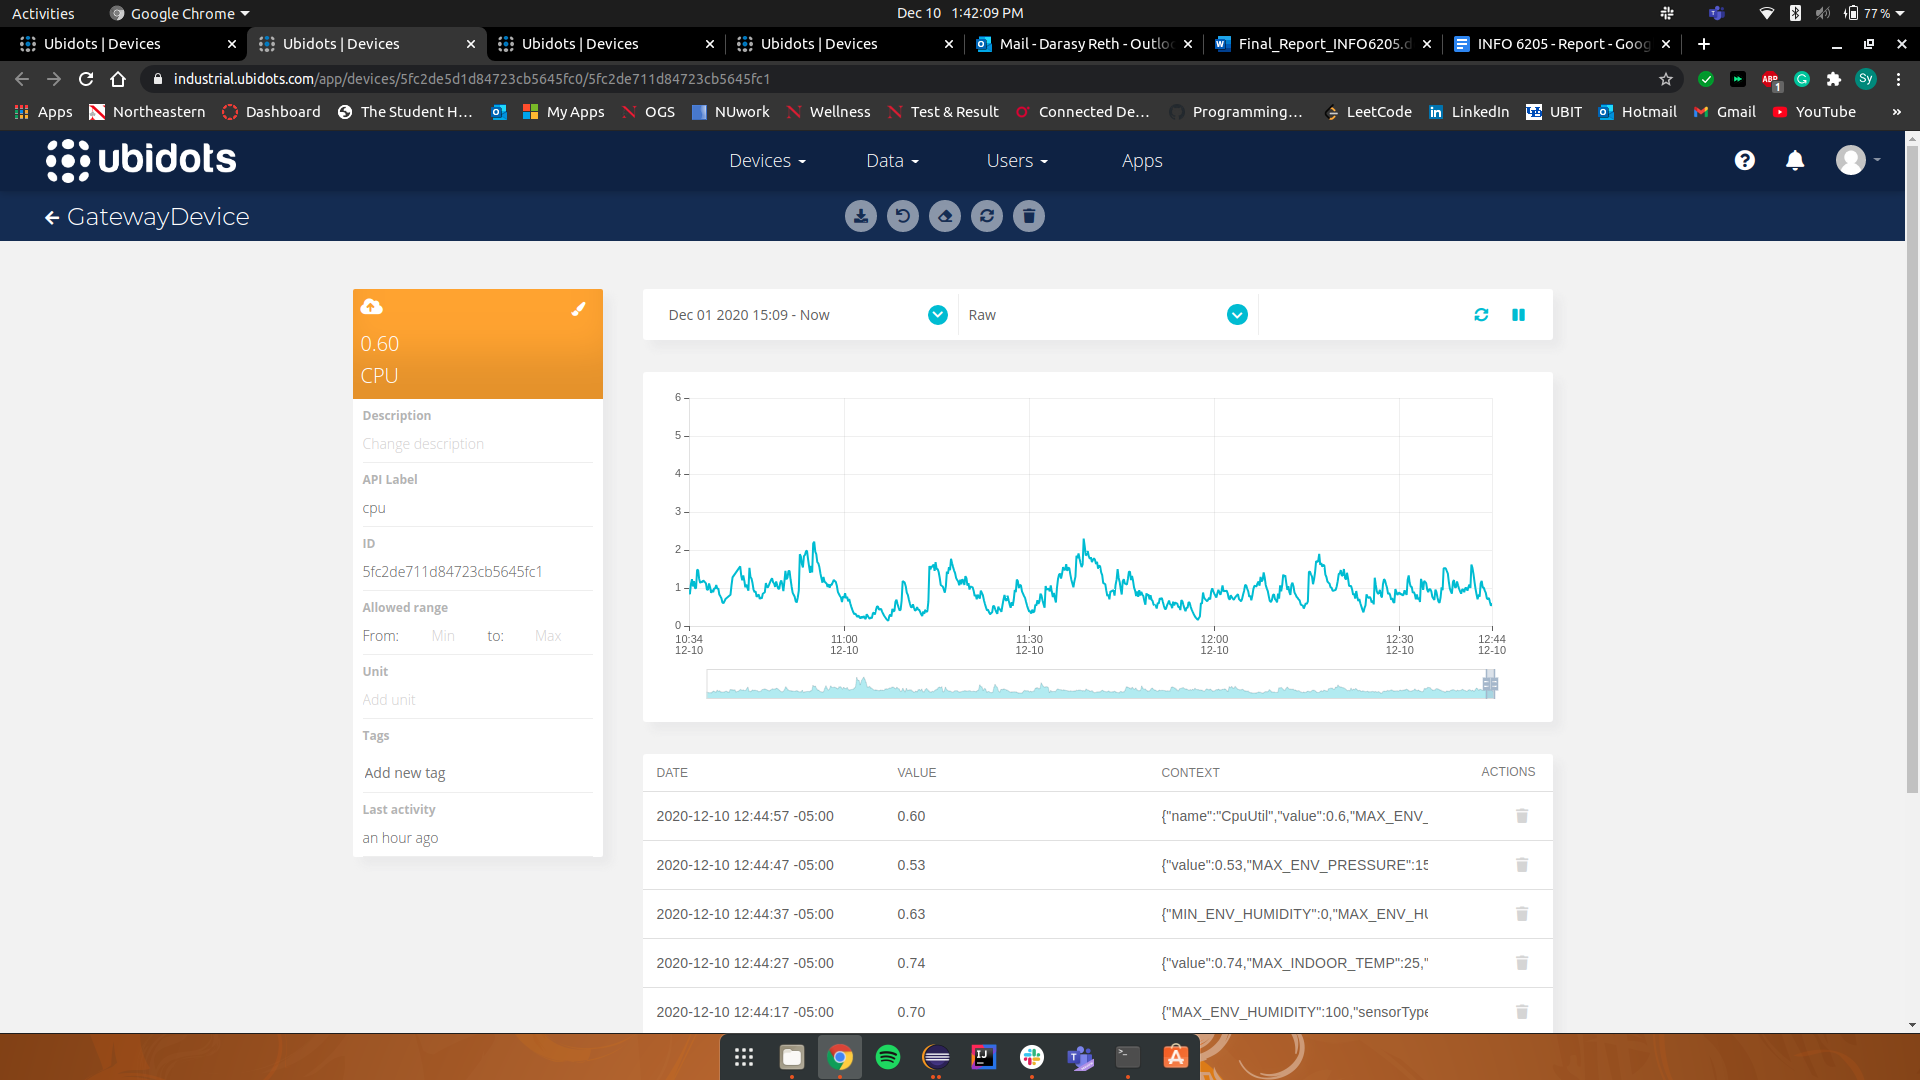 Activities
Google Chrome
Dec 10 1:42:09 PM
77 %
Ubidots | Devices
Ubidots | Devices
Ubidots | Devices
Ubidots | Devices
Mail - Darasy Reth - Outlo
Final_Report_INFO6205.d
INFO 6205 - Report - Goog
industrial.ubidots.com/app/devices/5fc2de5d1d84723cb5645fc0/5fc2de711d84723cb5645fc1
ABP
1
Sy
Apps
Northeastern
Dashboard
The Student H...
My Apps
OGS
NUwork
Wellness
Test & Result
Connected De...
Programming...
LeetCode
LinkedIn
UBIT
Hotmail
Gmail
YouTube
»
ubidots
Devices
Data
Users
Apps
GatewayDevice
0.60
CPU
Description
Change description
API Label
cpu
ID
5fc2de711d84723cb5645fc1
Allowed range
From: Min to: Max
Unit
Add unit
Tags
Add new tag
Last activity
an hour ago
Dec 01 2020 15:09 - Now
Raw
6
5
4
3
2
1
0
10:34 11:00 11:30 12:00 12:30 12:44
12-10 12-10 12-10 12-10 12-10 12-10
DATE VALUE CONTEXT ACTIONS
2020-12-10 12:44:57 -05:00 0.60 {"name":"CpuUtil","value":0.6,"MAX_ENV_
2020-12-10 12:44:47 -05:00 0.53 {"value":0.53,"MAX_ENV_PRESSURE":15
2020-12-10 12:44:37 -05:00 0.63 {"MIN_ENV_HUMIDITY":0,"MAX_ENV_HU
2020-12-10 12:44:27 -05:00 0.74 {"value":0.74,"MAX_INDOOR_TEMP":25,"
2020-12-10 12:44:17 -05:00 0.70 {"MAX_ENV_HUMIDITY":100,"sensorType